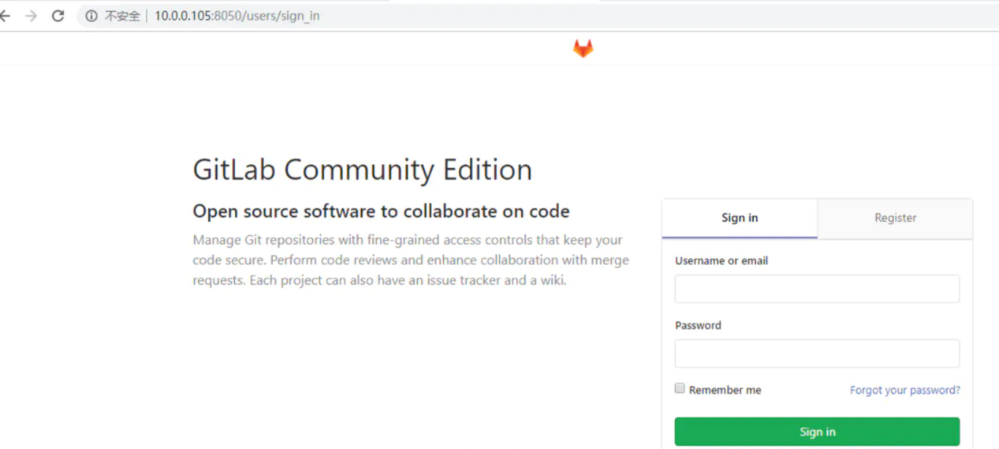 不安全 | 10.0.0.105:8050/users/sign_in
GitLab Community Edition
Open source software to collaborate on code
Manage Git repositories with fine-grained access controls that keep your
code secure. Perform code reviews and enhance collaboration with merge
requests. Each project can also have an issue tracker and a wiki.
Sign in
Register
Username or email
Password
Remember me
Forgot your password?
Sign in